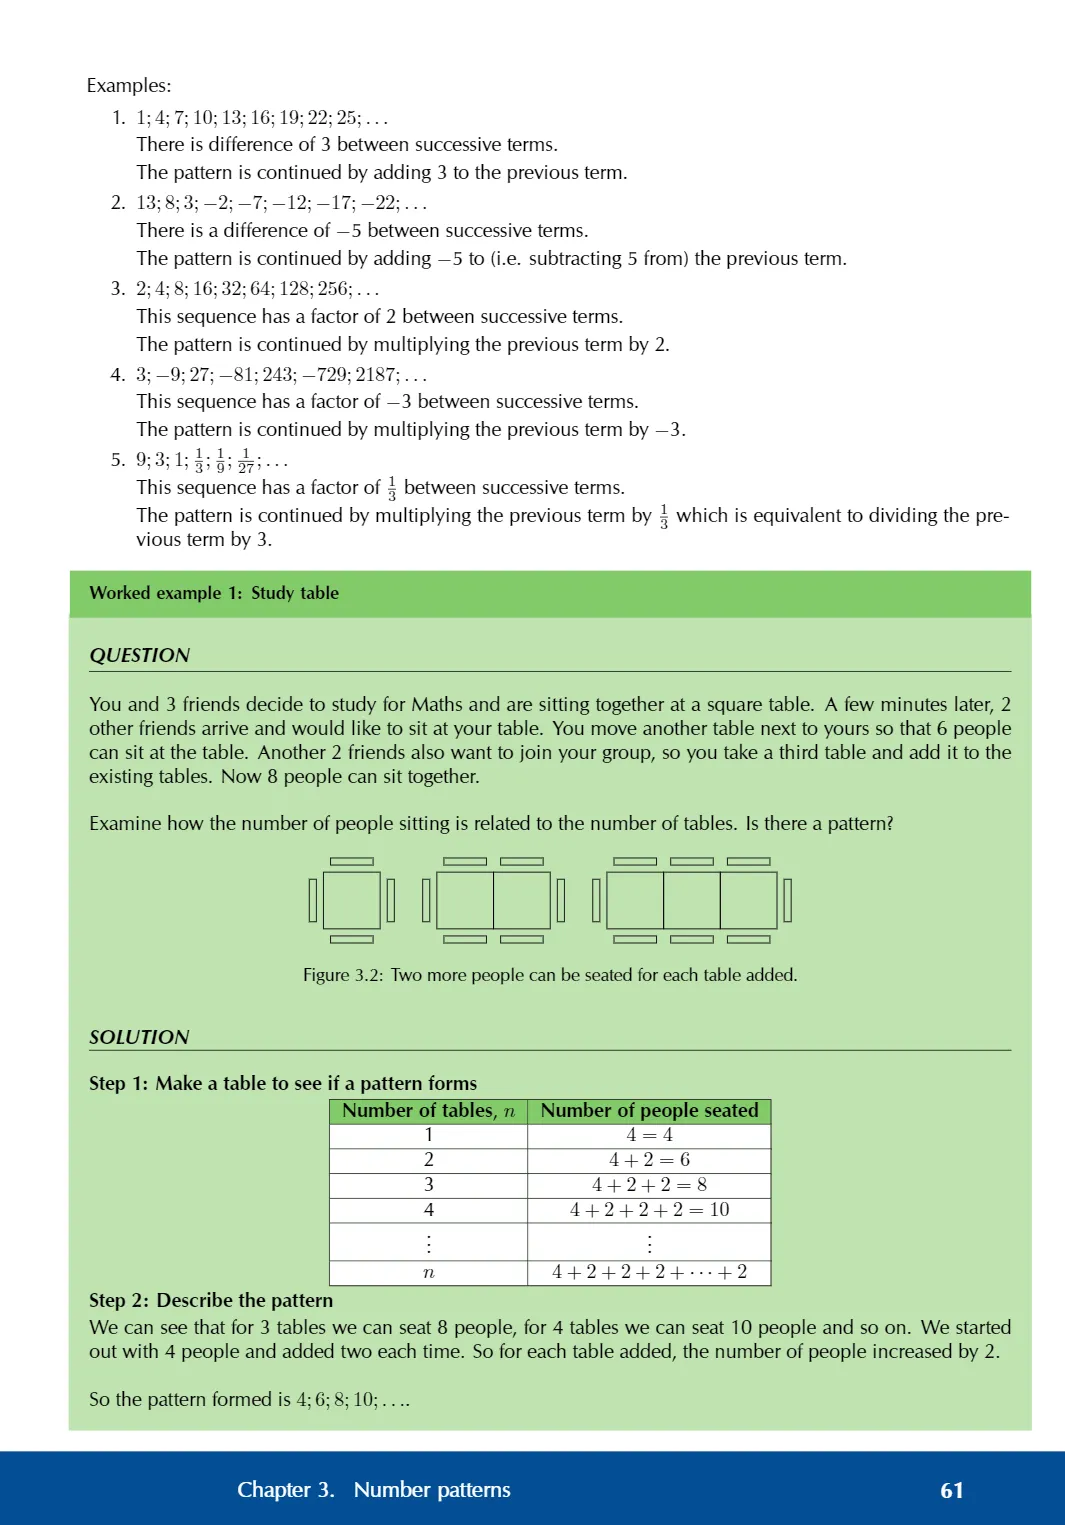 Examples:
1. 1; 4; 7; 10; 13; 16; 19; 22; 25; . . .
There is difference of 3 between successive terms.
The pattern is continued by adding 3 to the previous term.
2. 13; 8; 3; −2; −7; −12; −17; −22; . . .
There is a difference of −5 between successive terms.
The pattern is continued by adding −5 to (i.e. subtracting 5 from) the previous term.
3. 2; 4; 8; 16; 32; 64; 128; 256; . . .
This sequence has a factor of 2 between successive terms.
The pattern is continued by multiplying the previous term by 2.
4. 3; −9; 27; −81; 243; −729; 2187; . . .
This sequence has a factor of −3 between successive terms.
The pattern is continued by multiplying the previous term by −3.
5. 9; 3; 1; 1/3; 1/9; 1/27; . . .
This sequence has a factor of 1/3 between successive terms.
The pattern is continued by multiplying the previous term by 1/3 which is equivalent to dividing the pre-
vious term by 3.
Worked example 1: Study table
QUESTION
You and 3 friends decide to study for Maths and are sitting together at a square table. A few minutes later, 2
other friends arrive and would like to sit at your table. You move another table next to yours so that 6 people
can sit at the table. Another 2 friends also want to join your group, so you take a third table and add it to the
existing tables. Now 8 people can sit together.
Examine how the number of people sitting is related to the number of tables. Is there a pattern?
Figure 3.2: Two more people can be seated for each table added.
SOLUTION
Step 1: Make a table to see if a pattern forms
Number of tables, n Number of people seated
1 4 = 4
2 4 + 2 = 6
3 4 + 2 + 2 = 8
4 4 + 2 + 2 + 2 = 10
⋮ ⋮
n 4 + 2 + 2 + 2 + · · · + 2
Step 2: Describe the pattern
We can see that for 3 tables we can seat 8 people, for 4 tables we can seat 10 people and so on. We started
out with 4 people and added two each time. So for each table added, the number of people increased by 2.
So the pattern formed is 4; 6; 8; 10; . . ..
Chapter 3. Number patterns 61